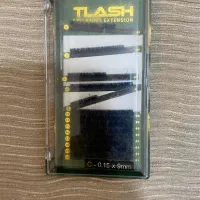 TLASH
EXTENSION
C - 0.15 x 9mm